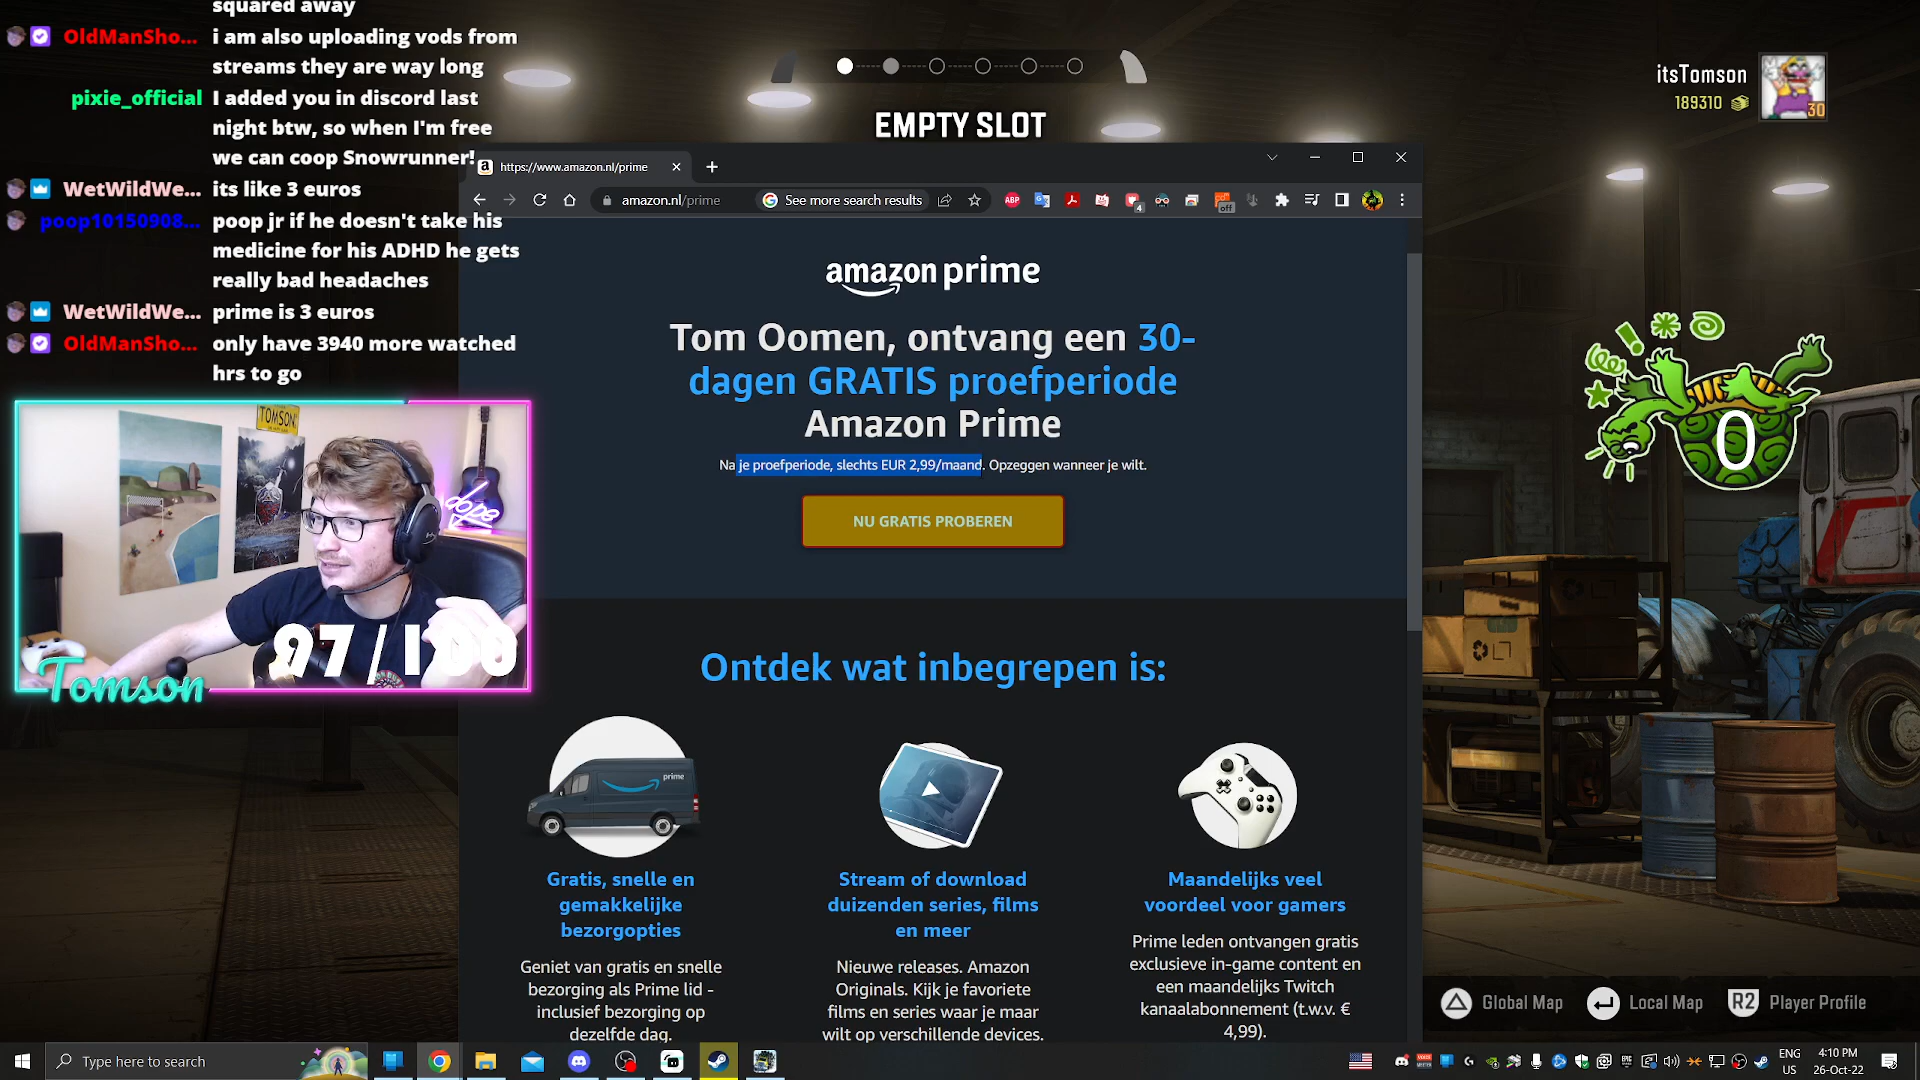 squared away
OldManSho... i am also uploading vods from
streams they are way long
pixie_official I added you in discord last
night btw, so when I'm free
we can coop Snowrunner!
WetWildWe... its like 3 euros
poop10150908... poop jr if he doesn't take his
medicine for his ADHD he gets
really bad headaches
WetWildWe... prime is 3 euros
OldManSho... only have 3940 more watched
hrs to go
TOMSON
dope
97/100
Tomson
EMPTY SLOT
itsTomson
189310
30
https://www.amazon.nl/prime
amazon.nl/prime
See more search results
ABP
4
off
amazon prime
Tom Oomen, ontvang een 30-
dagen GRATIS proefperiode
Amazon Prime
Na je proefperiode, slechts EUR 2,99/maand. Opzeggen wanneer je wilt.
NU GRATIS PROBEREN
0
Ontdek wat inbegrepen is:
prime
Gratis, snelle en
gemakkelijke
bezorgopties
Geniet van gratis en snelle
bezorging als Prime lid -
inclusief bezorging op
dezelfde dag.
Stream of download
duizenden series, films
en meer
Nieuwe releases. Amazon
Originals. Kijk je favoriete
films en series waar je maar
wilt op verschillende devices.
Maandelijks veel
voordeel voor gamers
Prime leden ontvangen gratis
exclusieve in-game content en
een maandelijks Twitch
kanaalabonnement (t.w.v. €
4,99).
Global Map
Local Map
R2 Player Profile
Type here to search
ENG
US
4:10 PM
26-Oct-22